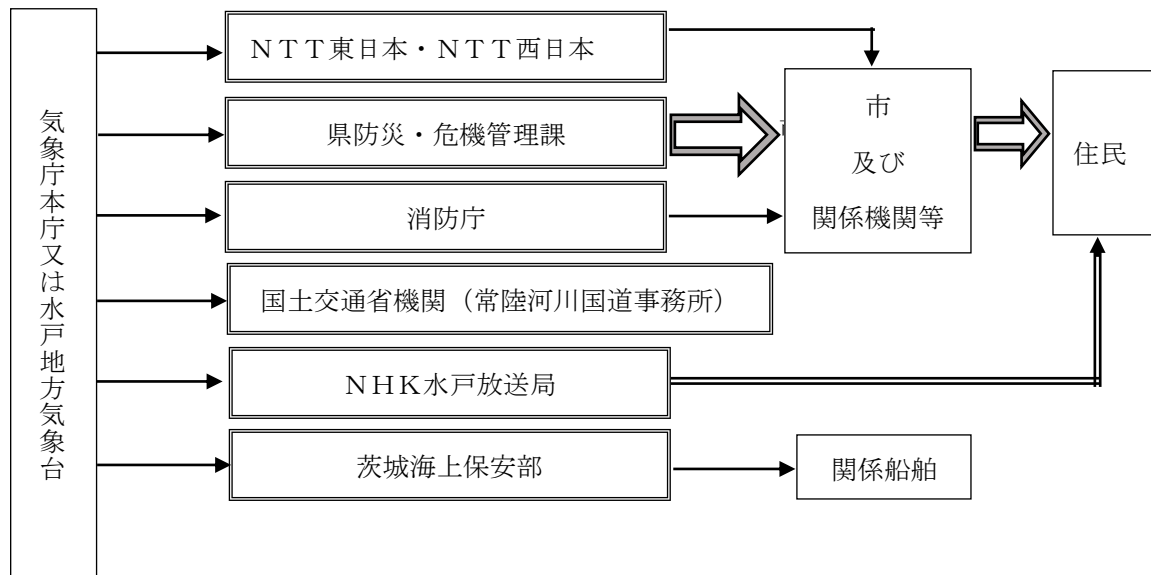 気象庁本庁又は水戸地方気象台
ＮＴＴ東日本・ＮＴＴ西日本
県防災・危機管理課
消防庁
国土交通省機関（常陸河川国道事務所）
ＮＨＫ水戸放送局
茨城海上保安部
市
及び
関係機関等
住民
関係船舶